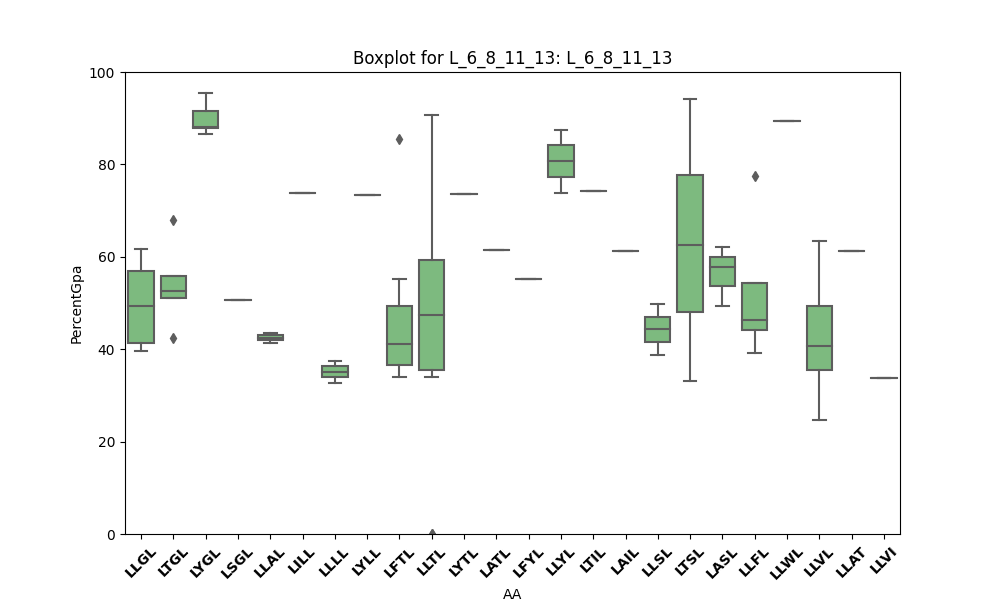 Boxplot for L_6_8_11_13: L_6_8_11_13
100
80
60
40
20
0
PercentGpa
LLGL LTGL LYGL LSGL LLAL LILL LLLL LYLL LFTL LLTL LYTL LATL LFYL LLYL LTIL LAIL LLSL LTSL LASL LLFL LLWL LLVL LLAT LLVI
AA